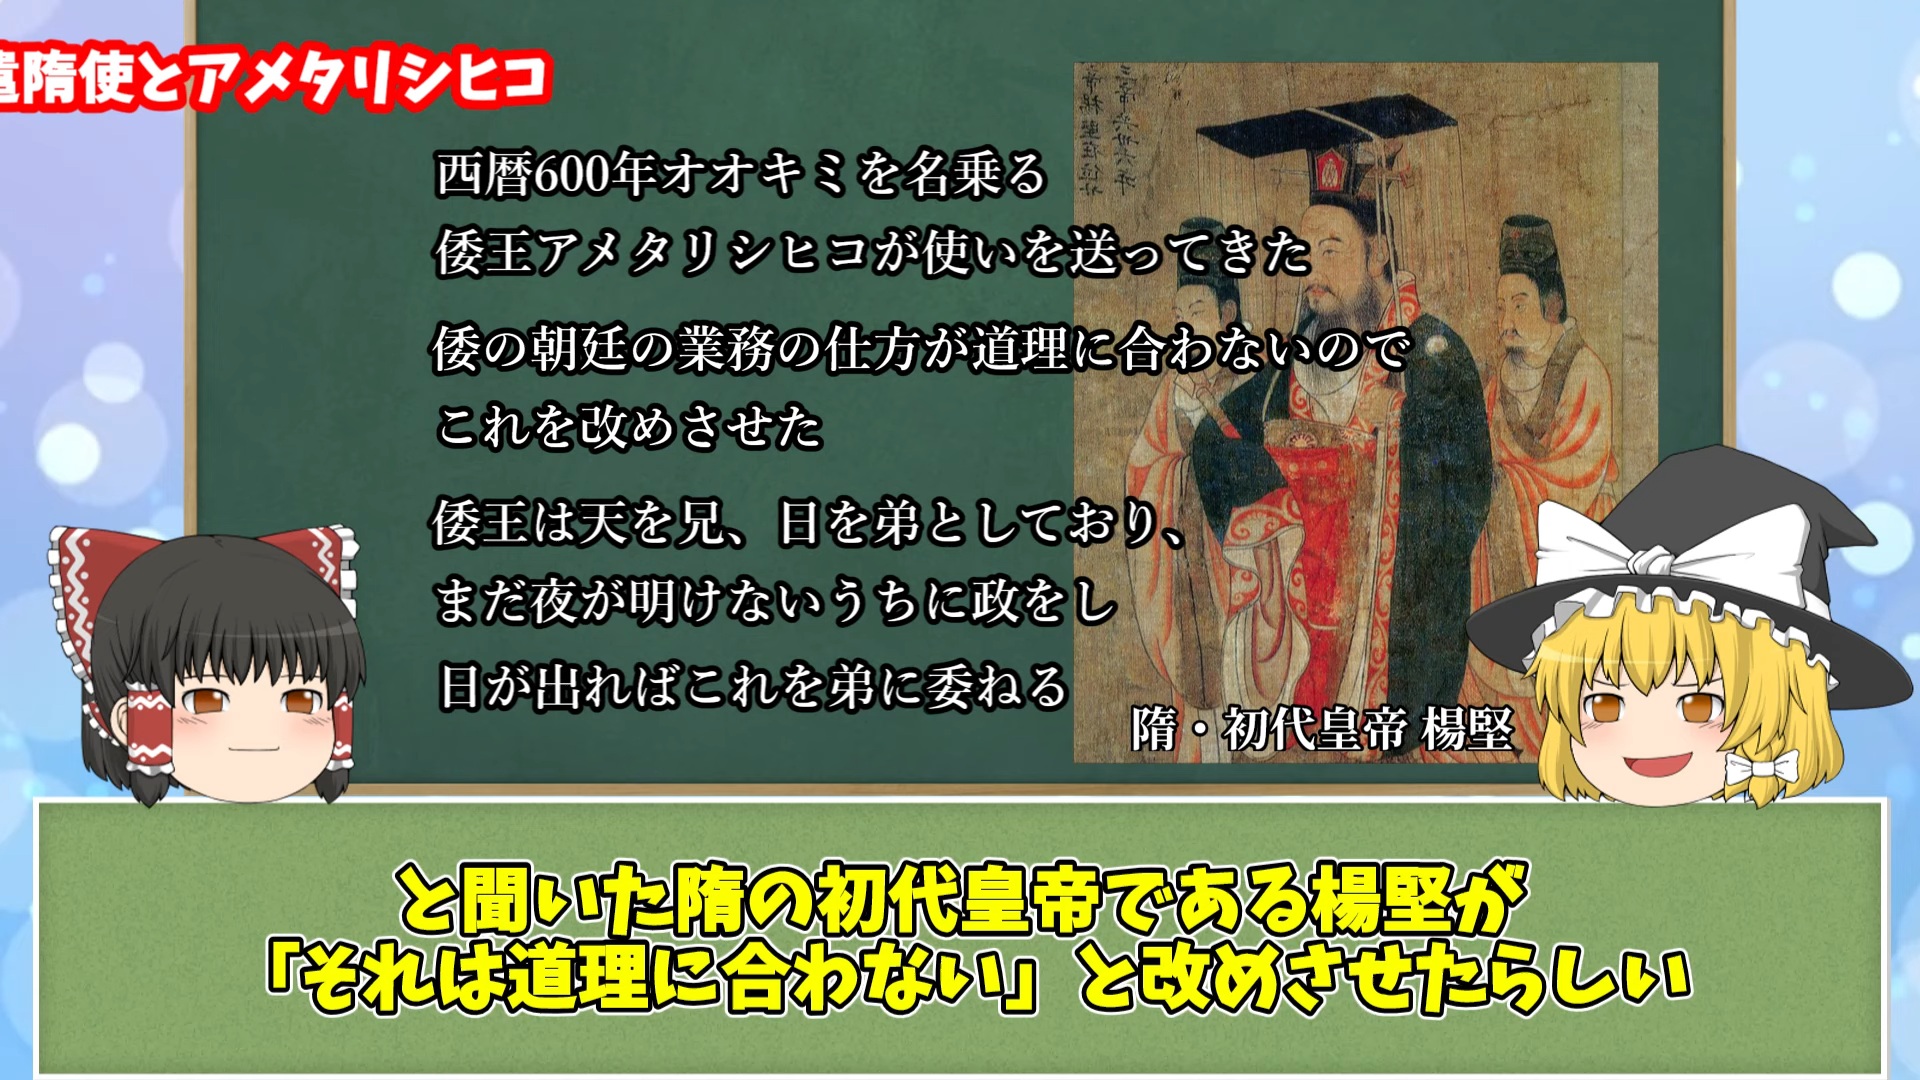 遣隋使とアメタリシヒコ
西暦600年オオキミを名乗る
倭王アメタリシヒコが使いを送ってきた
倭の朝廷の業務の仕方が道理に合わないので
これを改めさせた
倭王は天を兄、日を弟としており、
まだ夜が明けないうちに政をし
日が出ればこれを弟に委ねる
隋・初代皇帝 楊堅
と聞いた隋の初代皇帝である楊堅が
「それは道理に合わない」と改めさせたらしい